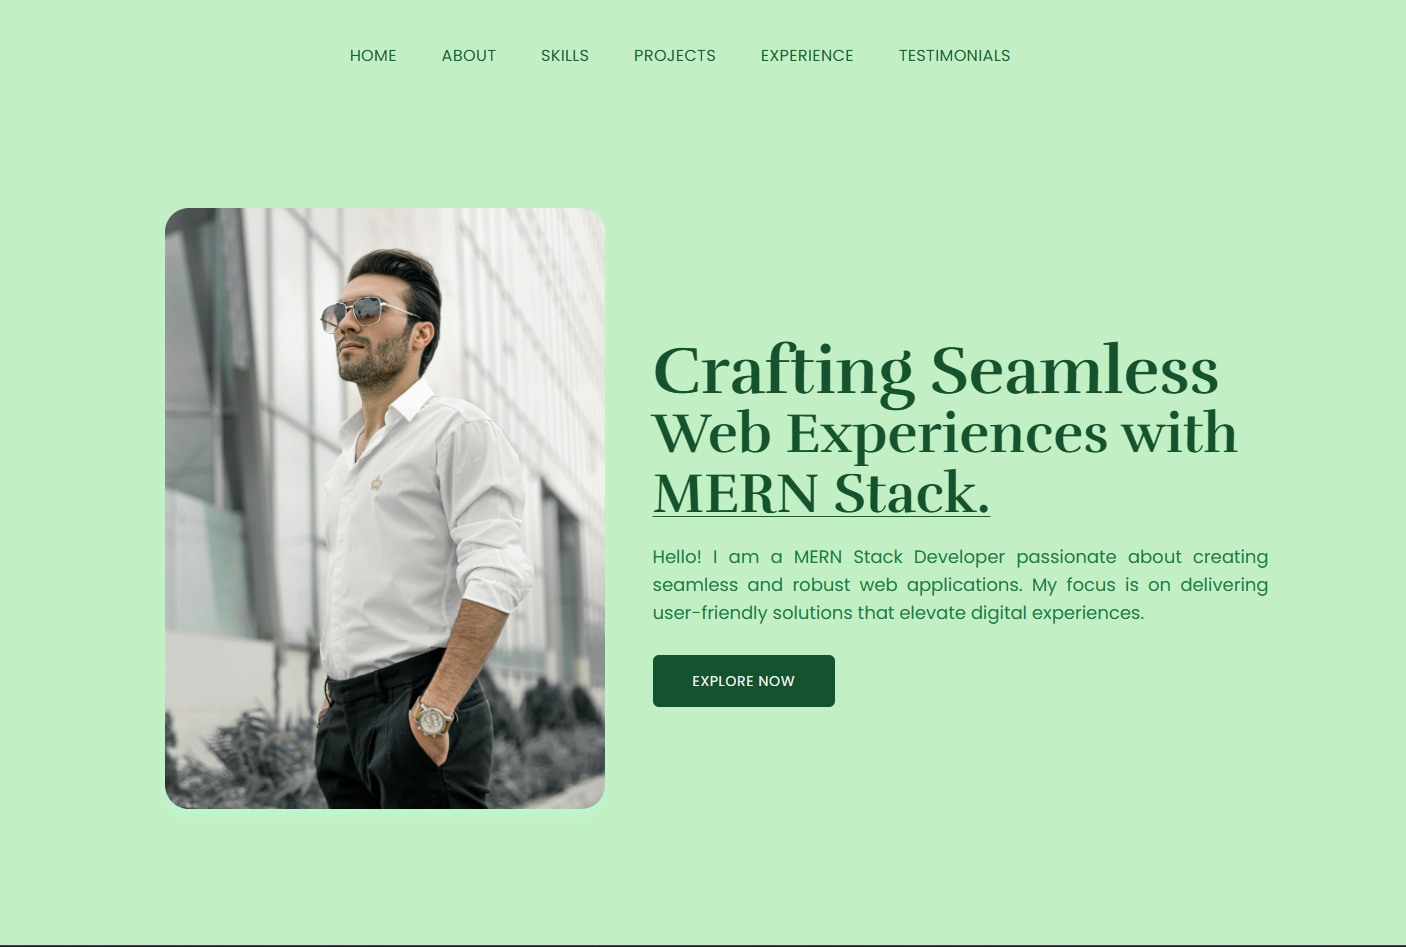 HOME ABOUT SKILLS PROJECTS EXPERIENCE TESTIMONIALS
Crafting Seamless
Web Experiences with
MERN Stack.
Hello! I am a MERN Stack Developer passionate about creating
seamless and robust web applications. My focus is on delivering
user-friendly solutions that elevate digital experiences.
EXPLORE NOW